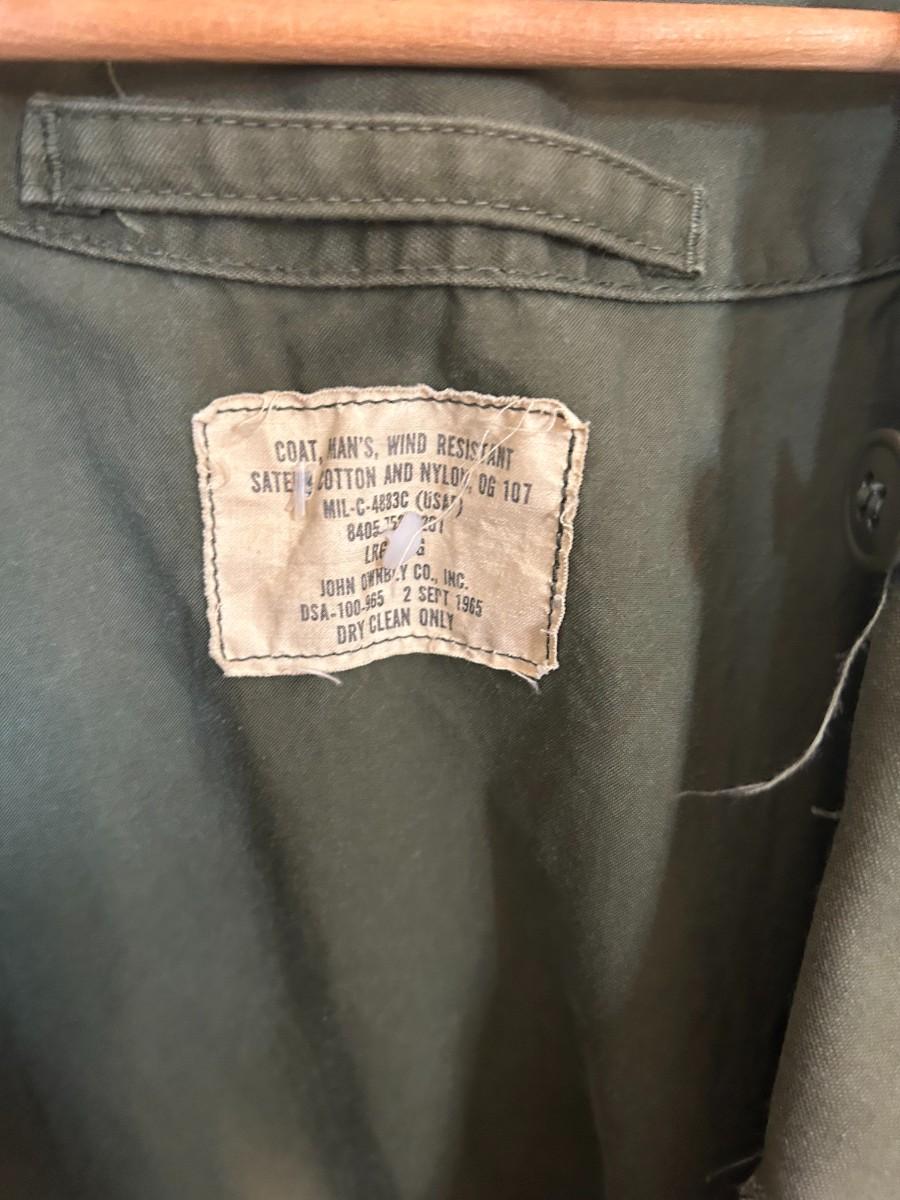 COAT, MAN'S, WIND RESISTANT
COTTON AND NYLON, OG 107
MIL-C-4883C (USAF)
JOHN OWNBEY CO., INC.
DSA-100-965 2 SEPT 1965
DRY CLEAN ONLY